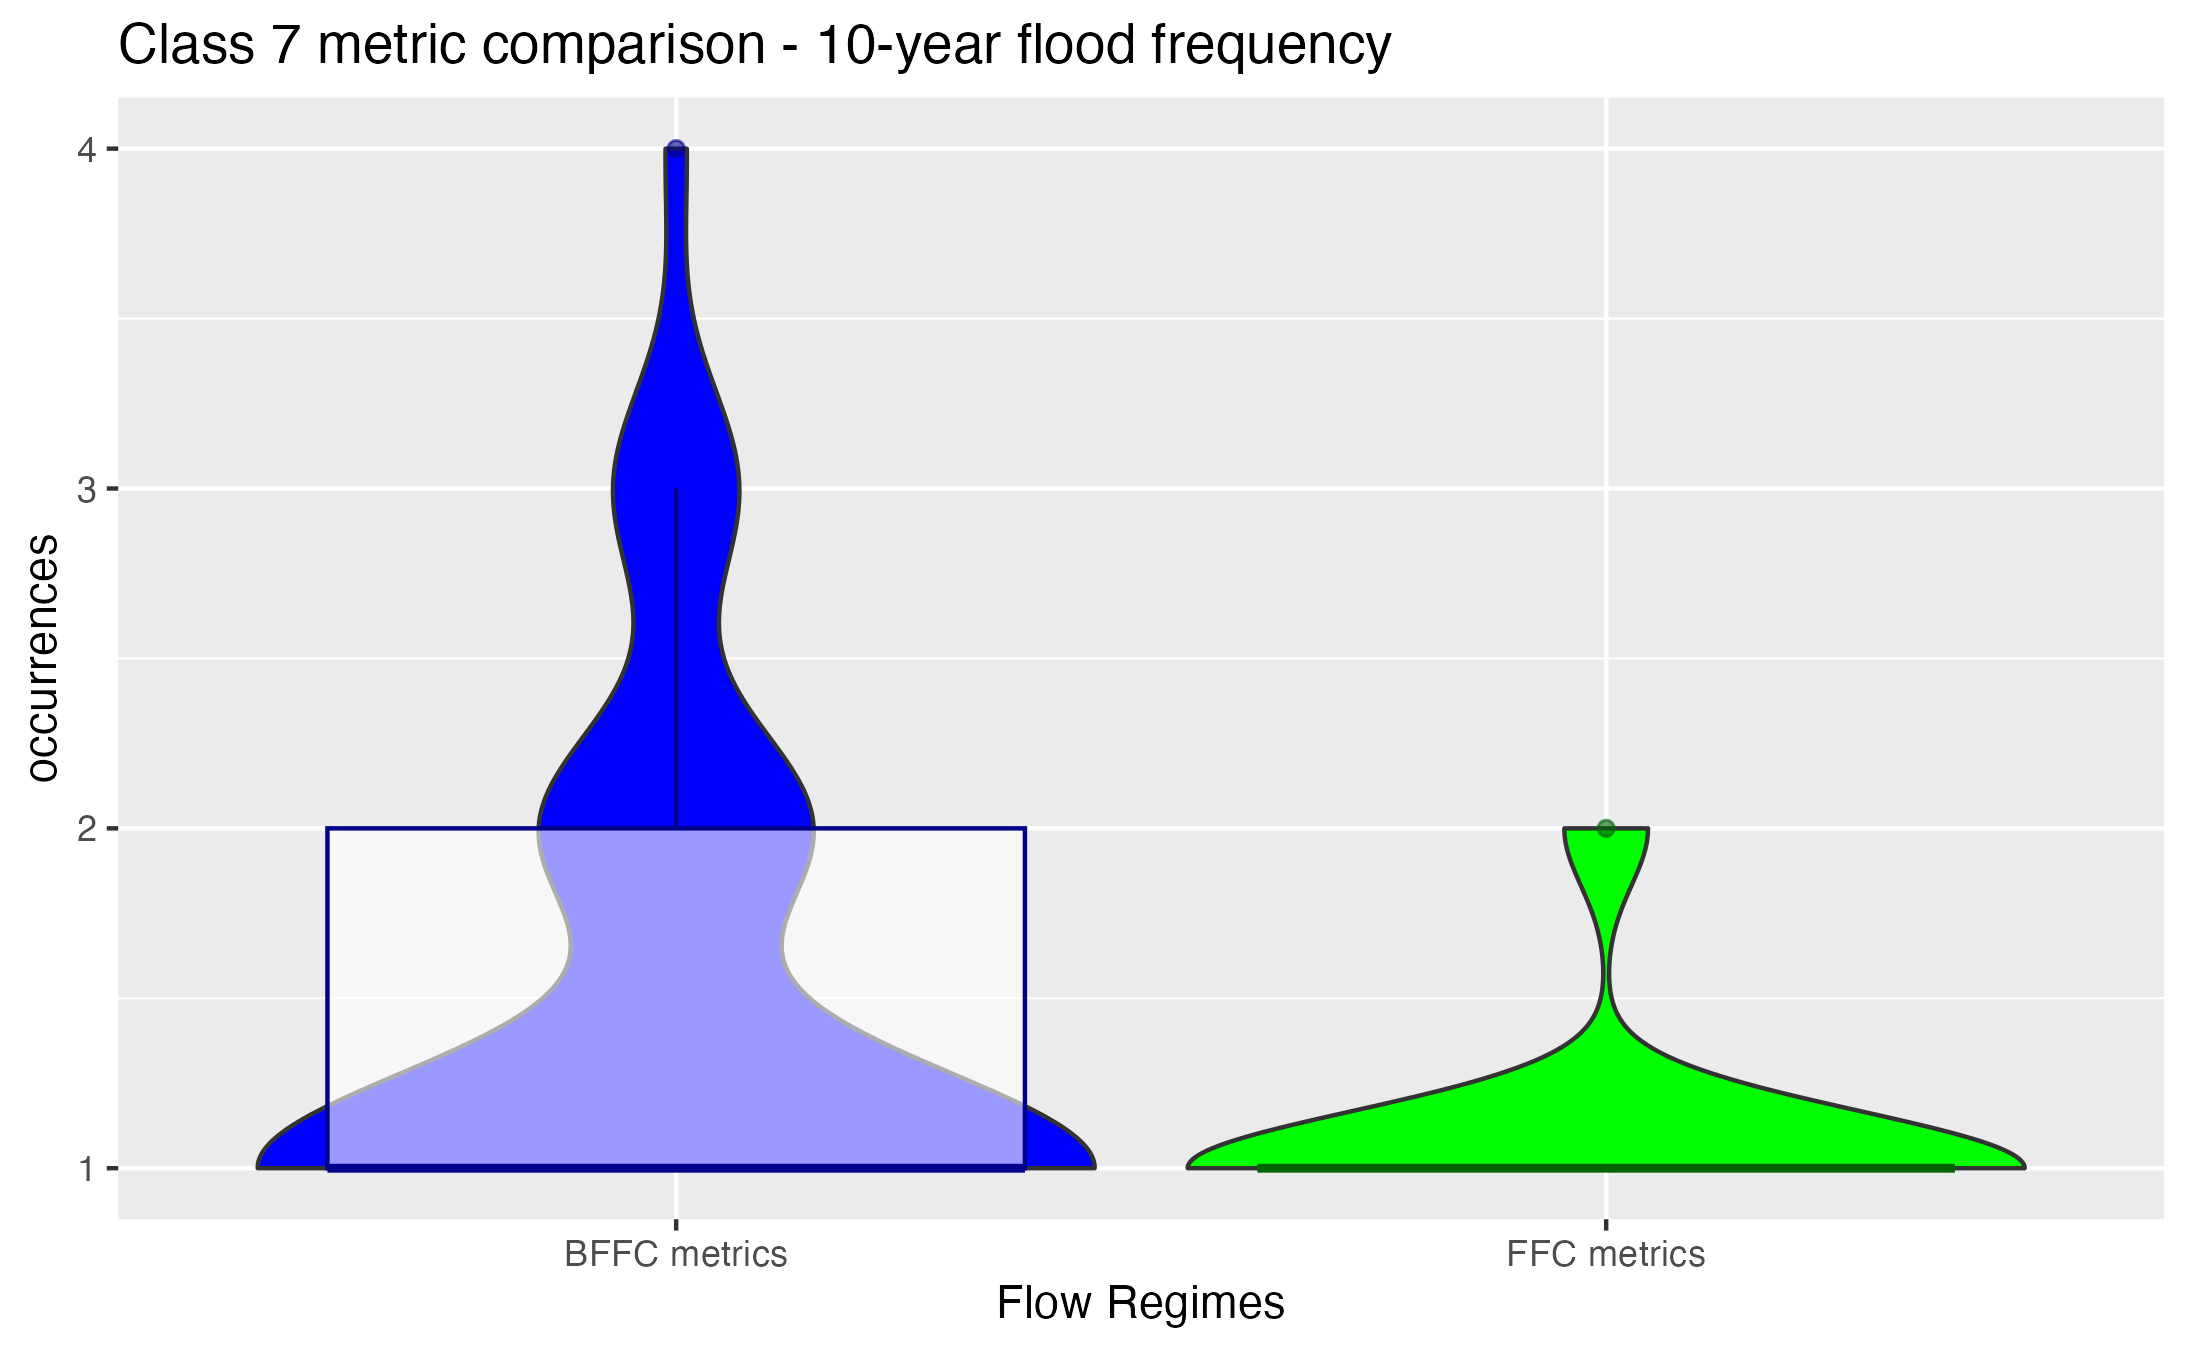 Class 7 metric comparison - 10-year flood frequency
4
3
2
1
occurrences
BFFC metrics
FFC metrics
Flow Regimes